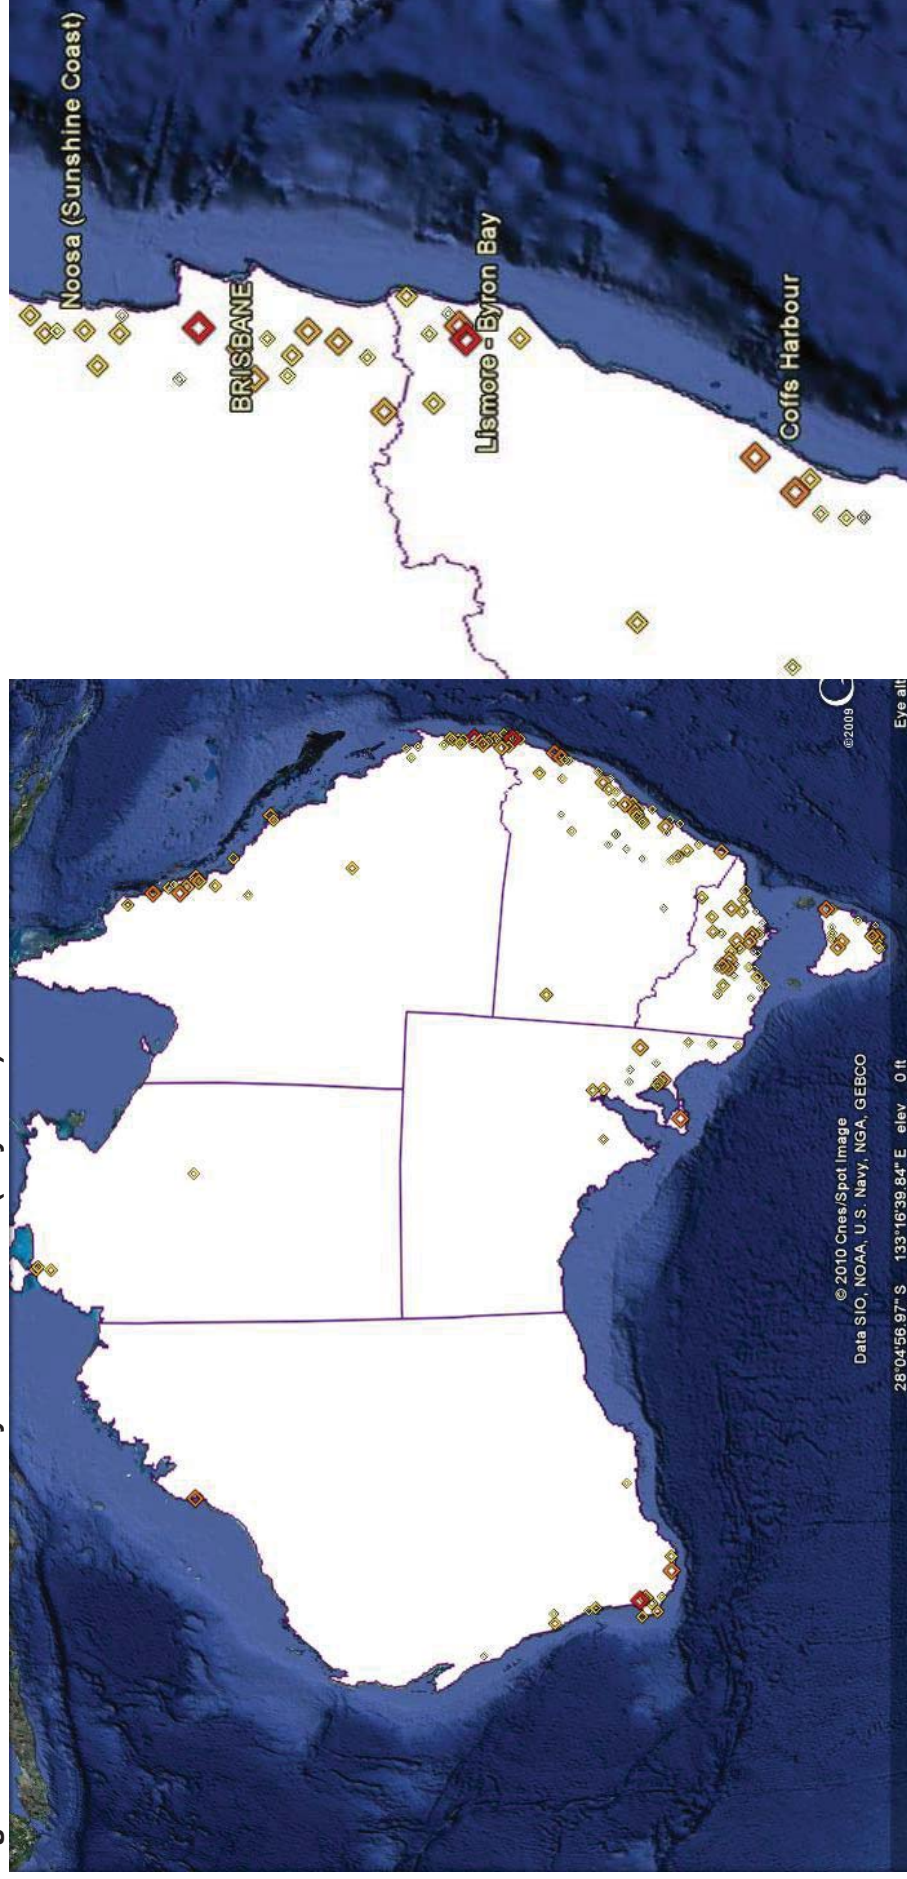 Noosa (Sunshine Coast)
BRISBANE
Lismore - Byron Bay
Coffs Harbour
©2009
© 2010 Cnes/Spot Image
Data SIO, NOAA, U.S. Navy, NGA, GEBCO
28°04'56.97" S 133°16'39.84" E elev 0 ft
Eye alt